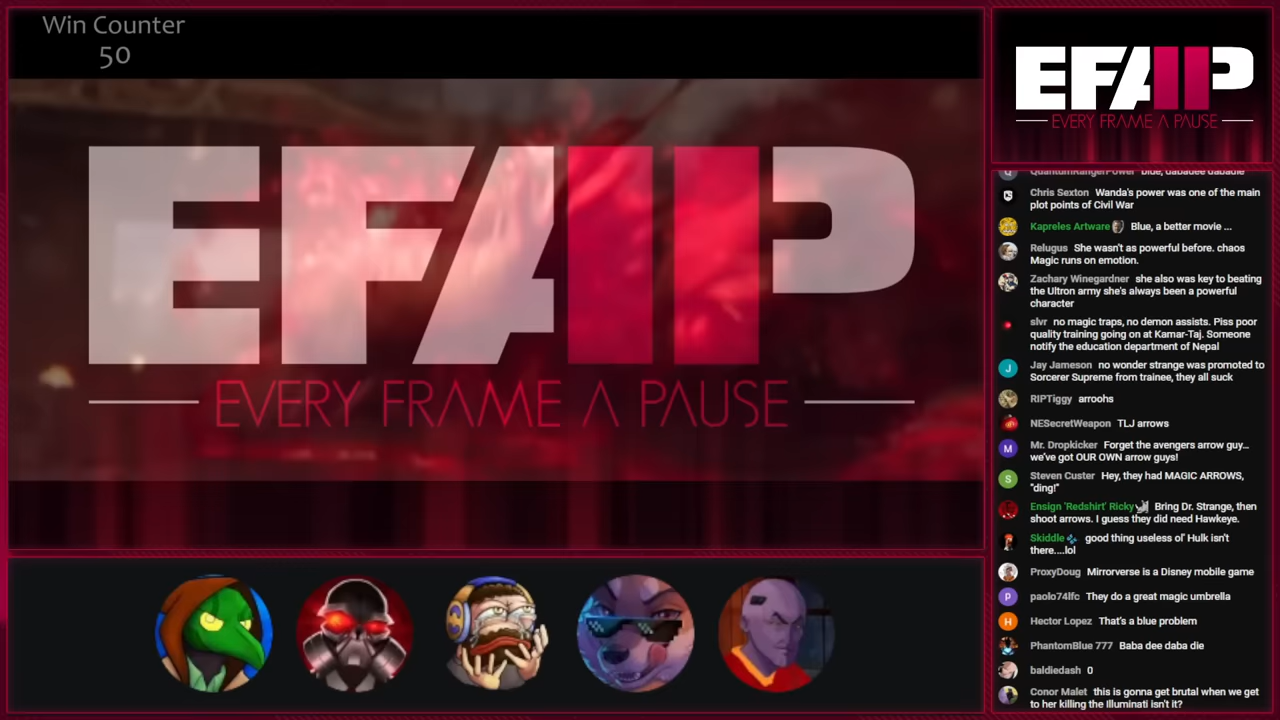 Win Counter
50
EFAP
EVERY FRAME A PAUSE
EFAP
EVERY FRAME A PAUSE
QuantumRangerPower blue, dabadee dabadie
Chris Sexton Wanda's power was one of the main
plot points of Civil War
Kapreles Artware Blue, a better movie ...
Relugus She wasn't as powerful before. chaos
Magic runs on emotion.
Zachary Winegardner she also was key to beating
the Ultron army she's always been a powerful
character
slvr no magic traps, no demon assists. Piss poor
quality training going on at Kamar-Taj. Someone
notify the education department of Nepal
Jay Jameson no wonder strange was promoted to
Sorcerer Supreme from trainee, they all suck
RIPTiggy arroohs
NESecretWeapon TLJ arrows
Mr. Dropkicker Forget the avengers arrow guy...
we've got OUR OWN arrow guys!
Steven Custer Hey, they had MAGIC ARROWS,
"ding!"
Ensign 'Redshirt' Ricky Bring Dr. Strange, then
shoot arrows. I guess they did need Hawkeye.
Skiddle good thing useless ol' Hulk isn't
there....lol
ProxyDoug Mirrorverse is a Disney mobile game
paolo74lfc They do a great magic umbrella
Hector Lopez That's a blue problem
PhantomBlue 777 Baba dee daba die
baldiedash 0
Conor Malet this is gonna get brutal when we get
to her killing the Illuminati isn't it?